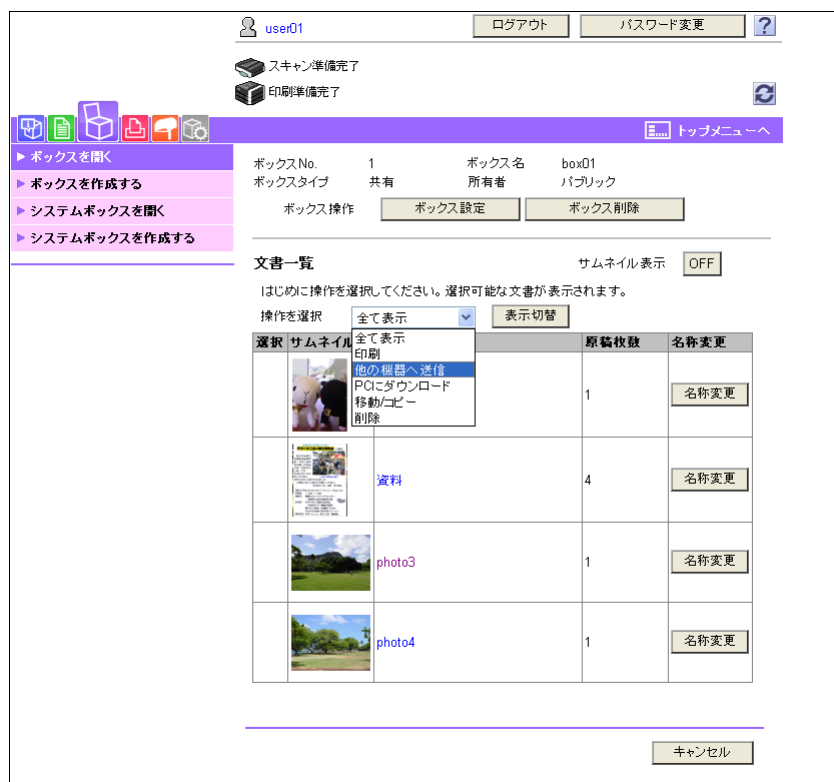 user01 ログアウト パスワード変更 ?
スキャン準備完了
印刷準備完了
トップメニューへ
ボックスを開く
ボックスを作成する
システムボックスを開く
システムボックスを作成する
ボックスNo. 1 ボックス名 box01
ボックスタイプ 共有 所有者 パブリック
ボックス操作 ボックス設定 ボックス削除
文書一覧 サムネイル表示 OFF
はじめに操作を選択してください。選択可能な文書が表示されます。
操作を選択 全て表示 表示切替
全て表示
印刷
他の機器へ送信
PCにダウンロード
移動/コピー
削除
選択 サムネイル 原稿枚数 名称変更
1 名称変更
資料 4 名称変更
photo3 1 名称変更
photo4 1 名称変更
キャンセル